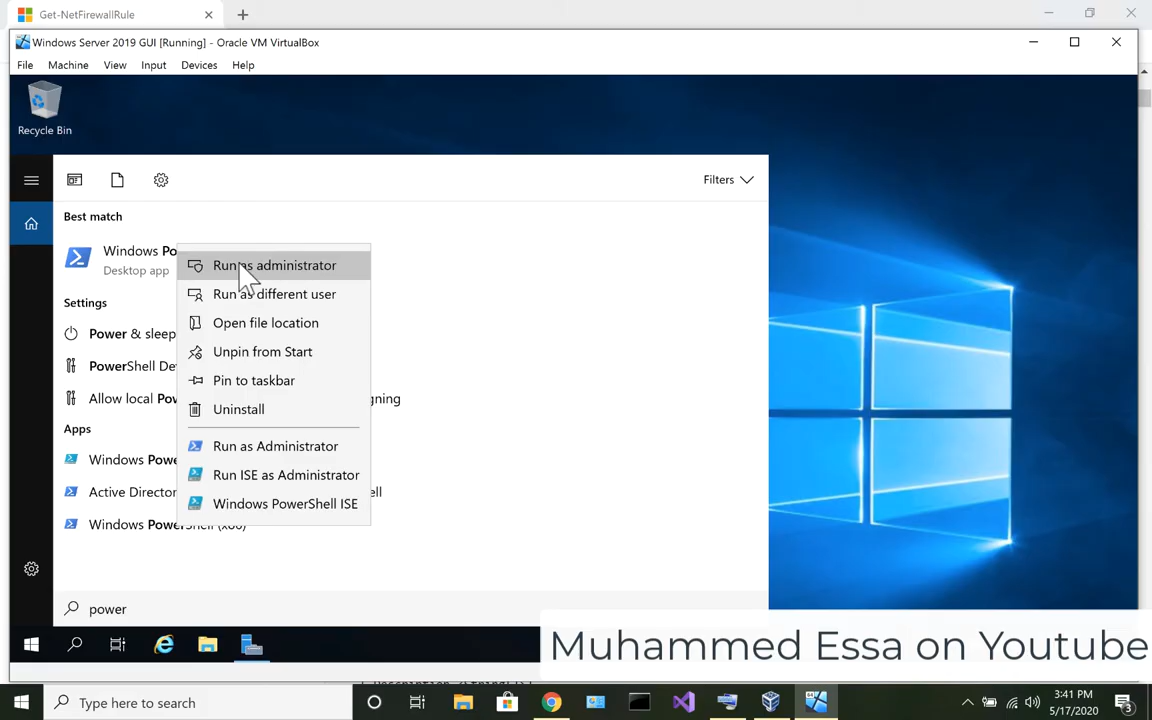 Get-NetFirewallRule
Windows Server 2019 GUI [Running] - Oracle VM VirtualBox
File Machine View Input Devices Help
Recycle Bin
Filters
Best match
Windows Po
Desktop app
Run as administrator
Run as different user
Open file location
Unpin from Start
Pin to taskbar
Uninstall
Run as Administrator
Run ISE as Administrator
Windows PowerShell ISE
Settings
Power & sleep
PowerShell De
Allow local Pow
gning
Apps
Windows Powe
Active Director
ell
Windows PowerShell (x86)
power
Muhammed Essa on Youtube
Type here to search
3:41 PM
5/17/2020
3